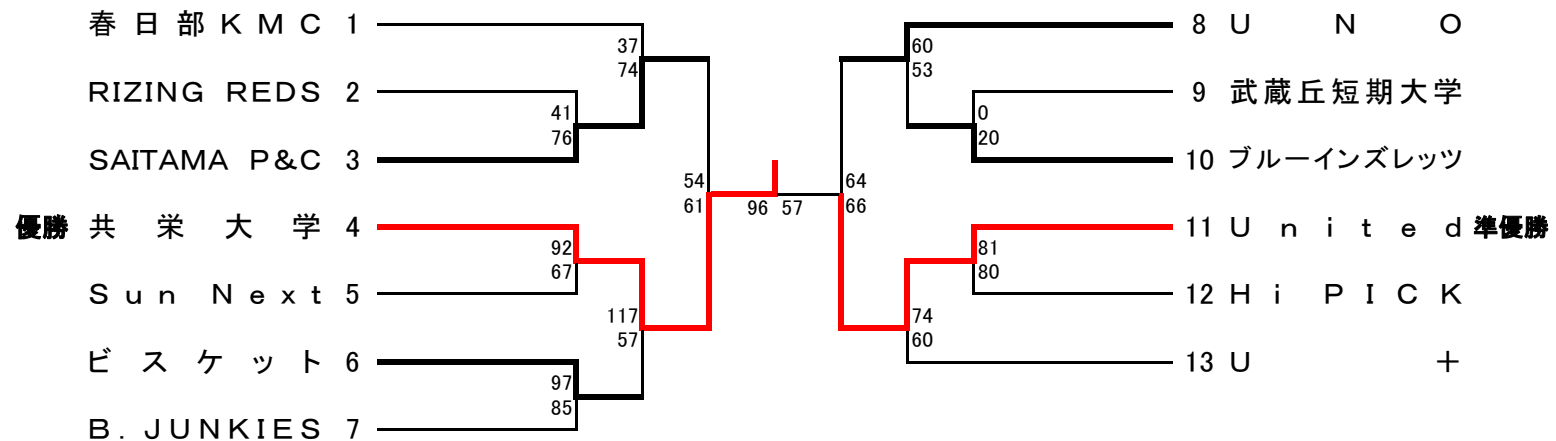 春日部KMC 1
37
74
RIZING REDS 2
41
76
SAITAMA P&C 3
54
61
優勝 共栄大学 4
92
67
Sun Next 5
117
57
ビスケット 6
97
85
B. JUNKIES 7
96 57
8 UNO
60
53
9 武蔵丘短期大学
0
20
10 ブルーインズレッツ
64
66
11 United 準優勝
81
80
12 Hi PICK
74
60
13 U+